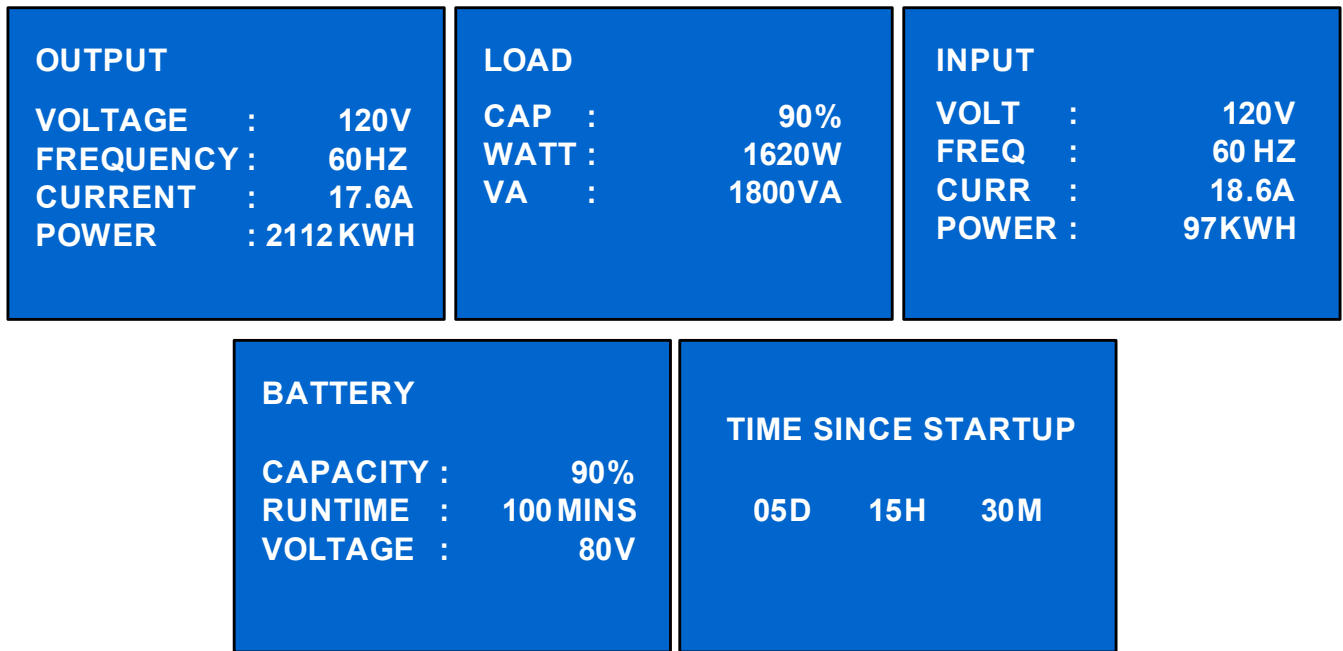 OUTPUT
VOLTAGE : 120V
FREQUENCY : 60HZ
CURRENT : 17.6A
POWER : 2112 KWH
LOAD
CAP : 90%
WATT : 1620W
VA : 1800VA
INPUT
VOLT : 120V
FREQ : 60 HZ
CURR : 18.6A
POWER : 97KWH
BATTERY
CAPACITY : 90%
RUNTIME : 100 MINS
VOLTAGE : 80V
TIME SINCE STARTUP
05D 15H 30M